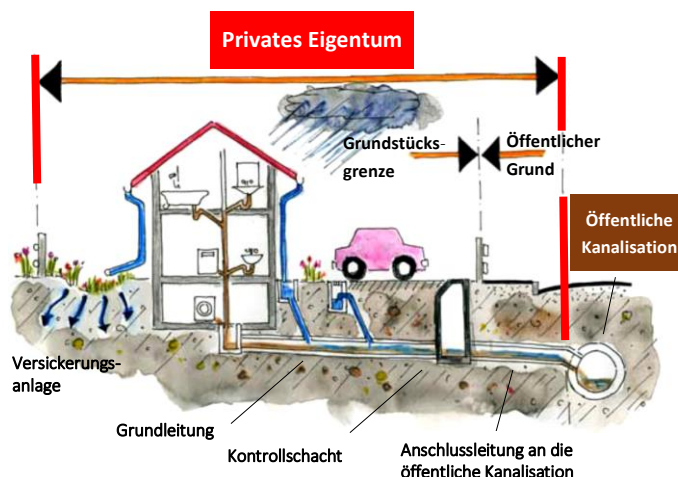 Privates Eigentum
Grundstücks-
grenze
Öffentlicher
Grund
Öffentliche
Kanalisation
Versickerungs-
anlage
Grundleitung
Kontrollschacht
Anschlussleitung an die
öffentliche Kanalisation